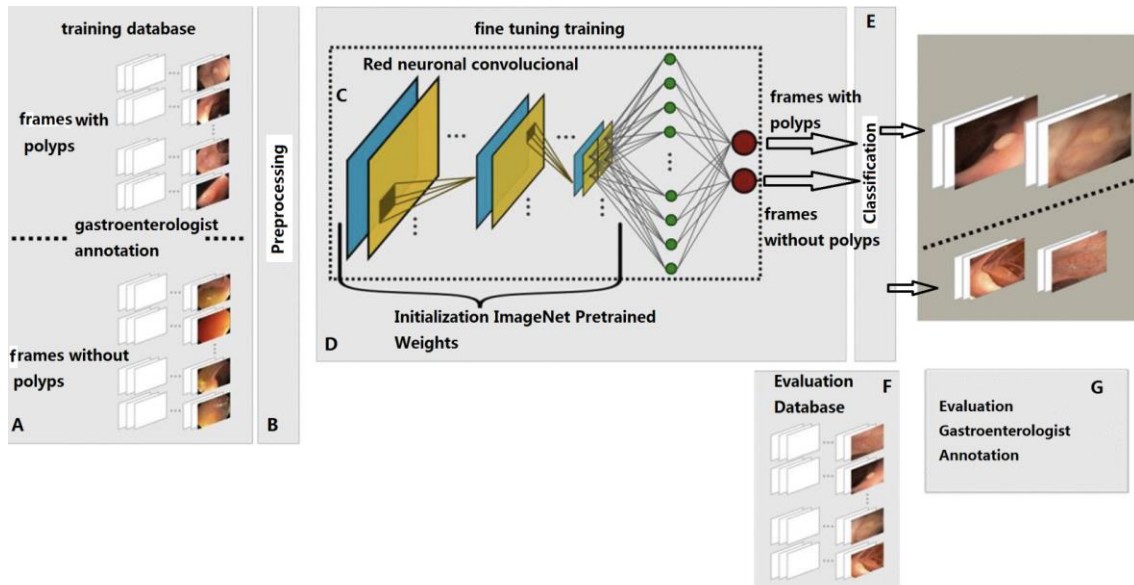 training database
frames with
polyps
gastroenterologist
annotation
frames without
polyps
A
Preprocessing
B
fine tuning training
Red neuronal convolucional
C
frames with
polyps
frames
without polyps
Initialization ImageNet Pretrained
Weights
D
E
Classification
Evaluation
Database
F
G
Evaluation
Gastroenterologist
Annotation